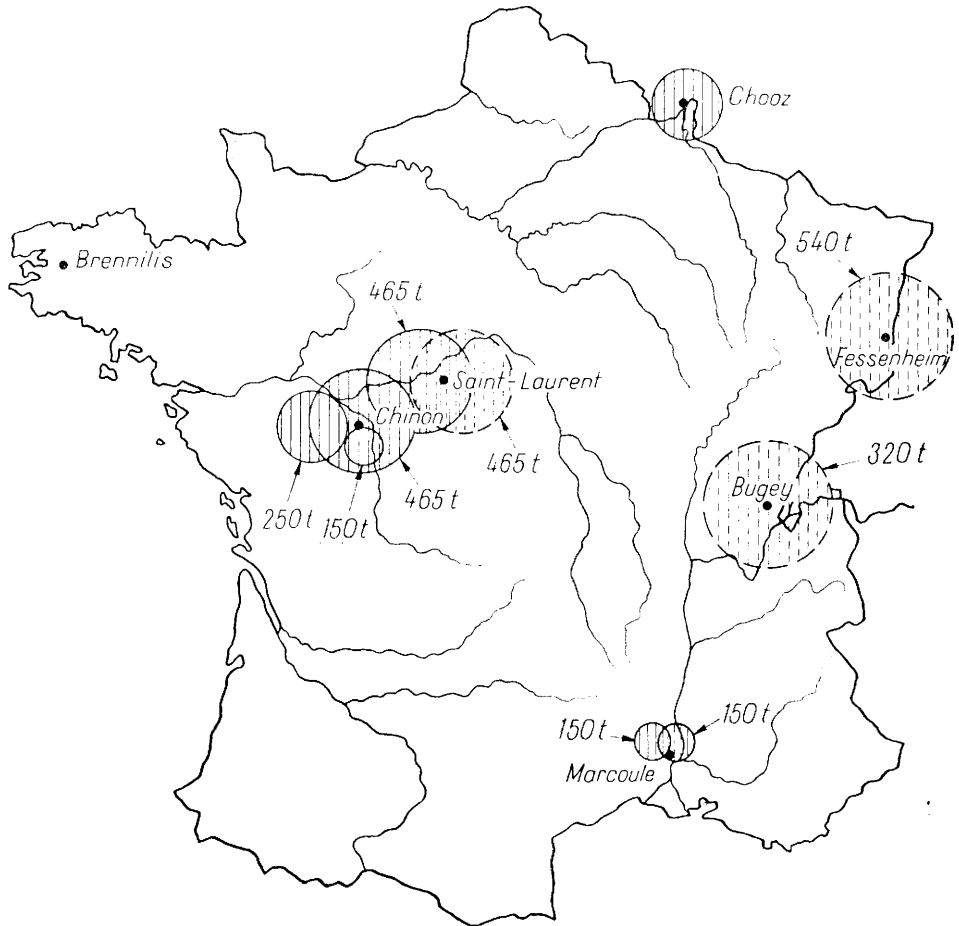 Chooz
540 t
Brennilis
465 t
Fessenheim
Saint-Laurent
Chinon
465 t
320 t
Bugey
250 t
150 t
465 t
150 t
150 t
Marcoule